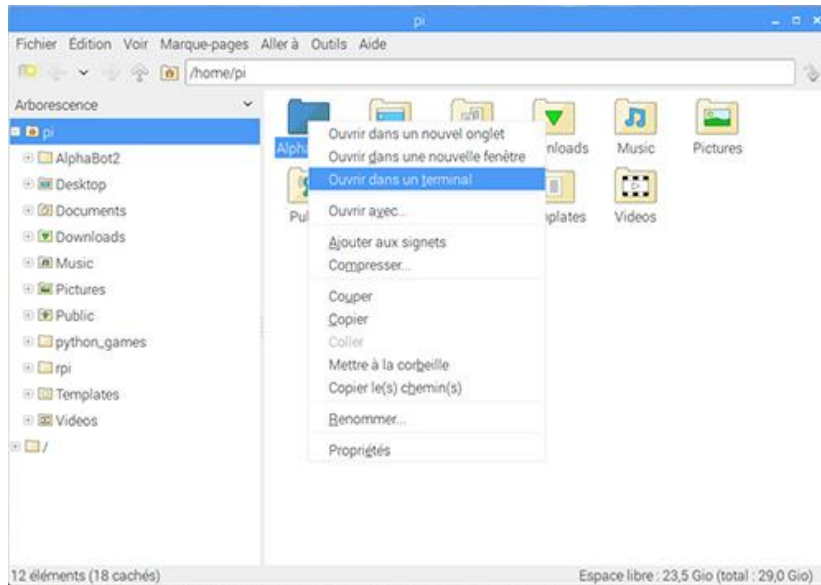 pi
Fichier Édition Voir Marque-pages Aller à Outils Aide
/home/pi
Arborescence
pi
AlphaBot2
Desktop
Documents
Downloads
Music
Pictures
Public
python_games
rpi
Templates
Videos
/
Alph
nloads
Music
Pictures
Pu
nplates
Videos
Ouvrir dans un nouvel onglet
Ouvrir dans une nouvelle fenêtre
Ouvrir dans un terminal
Ouvrir avec...
Ajouter aux signets
Compresser...
Couper
Copier
Coller
Mettre à la corbeille
Copier le(s) chemin(s)
Renommer...
Propriétés
12 éléments (18 cachés)
Espace libre : 23,5 Gio (total : 29,0 Gio)